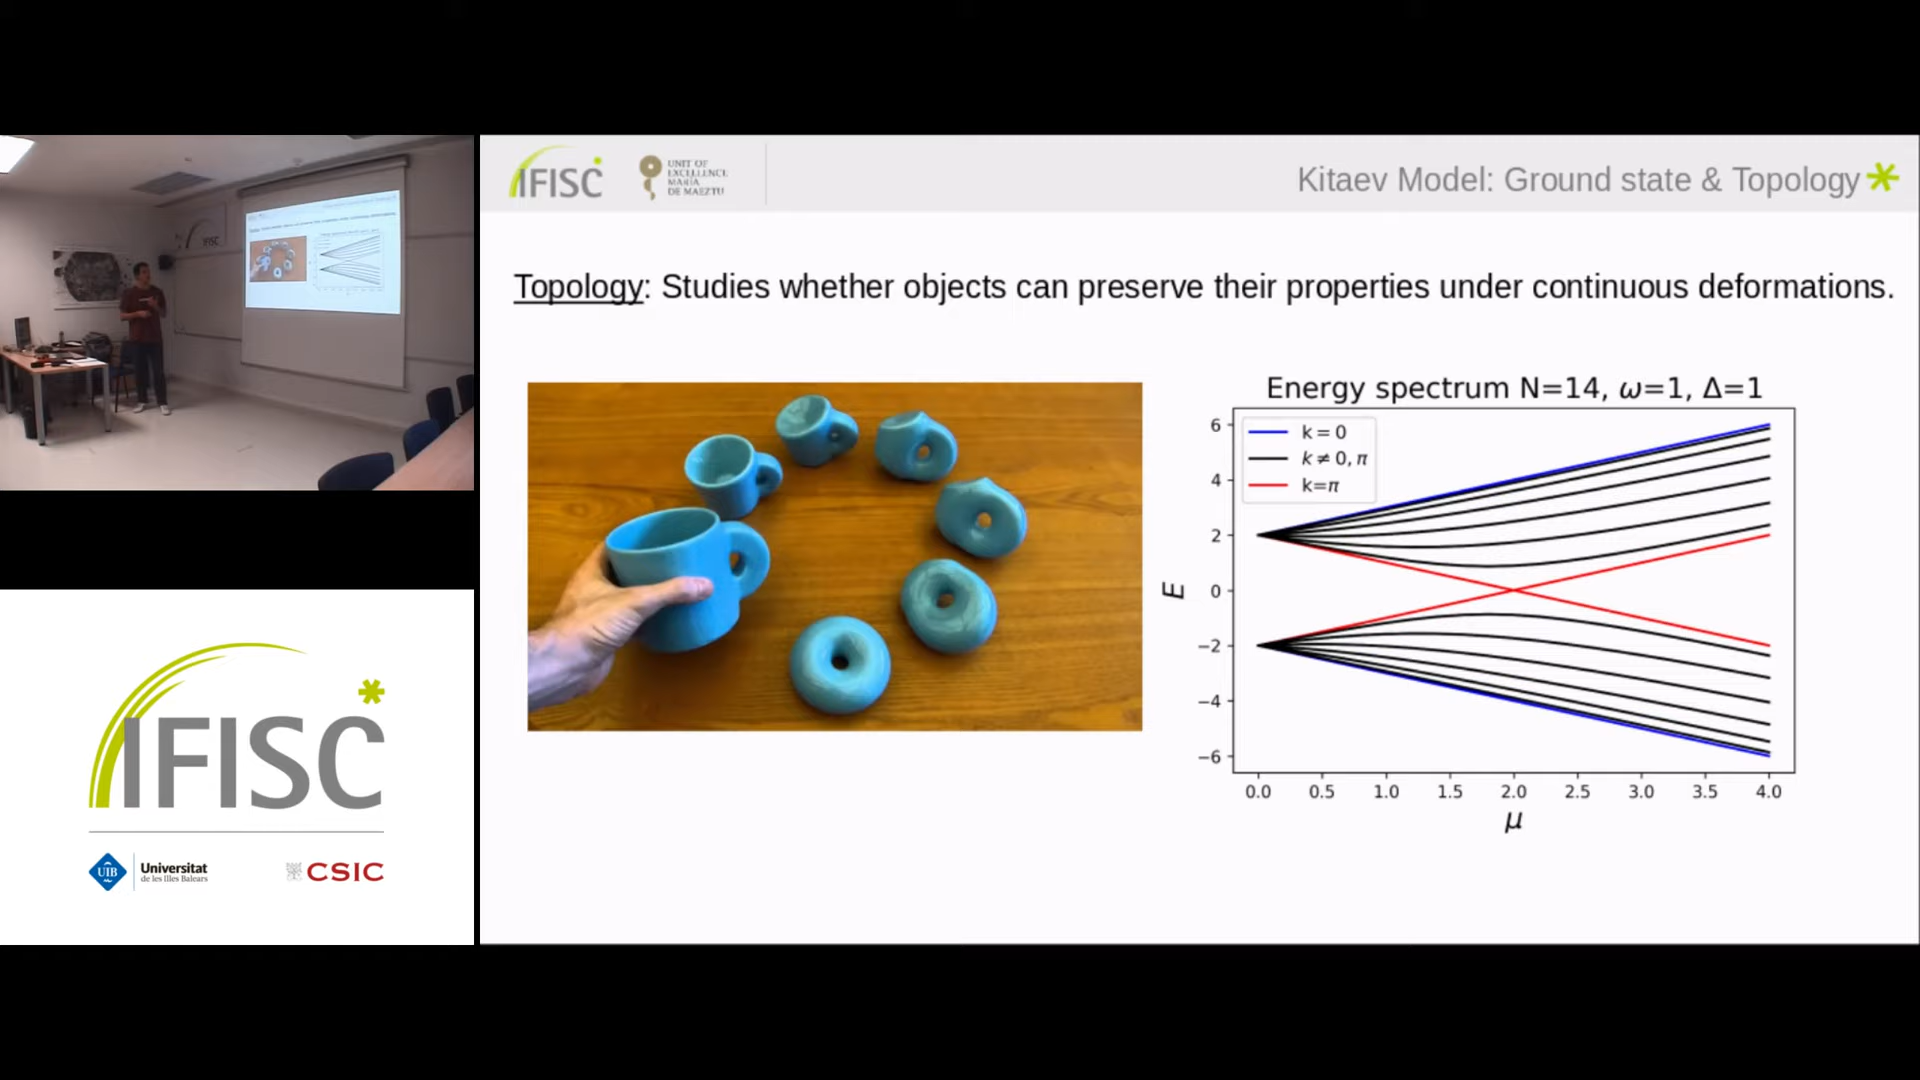 IFISC
UNIT OF
EXCELLENCE
MARÍA
DE MAEZTU
Kitaev Model: Ground state & Topology
Topology: Studies whether objects can preserve their properties under continuous deformations.
Energy spectrum N=14, ω=1, Δ=1
k = 0
k ≠ 0, π
k=π
E
6
4
2
0
−2
−4
−6
0.0 0.5 1.0 1.5 2.0 2.5 3.0 3.5 4.0
μ
IFISC
IFISC
UIB
Universitat
de les Illes Balears
CSIC